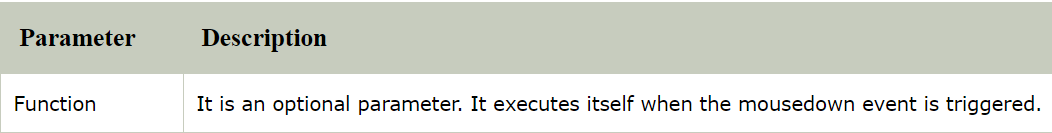 Parameter Description
Function It is an optional parameter. It executes itself when the mousedown event is triggered.